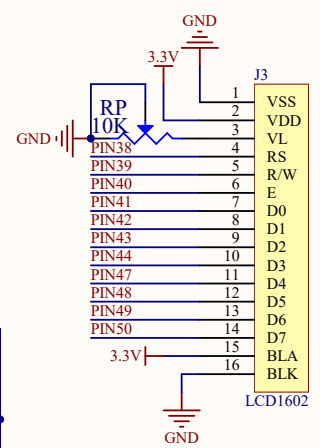 GND
3.3V
J3
RP
10K
GND
1 VSS
2 VDD
3 VL
PIN38 4 RS
PIN39 5 R/W
PIN40 6 E
PIN41 7 D0
PIN42 8 D1
PIN43 9 D2
PIN44 10 D3
PIN47 11 D4
PIN48 12 D5
PIN49 13 D6
PIN50 14 D7
3.3V 15 BLA
16 BLK
LCD1602
GND